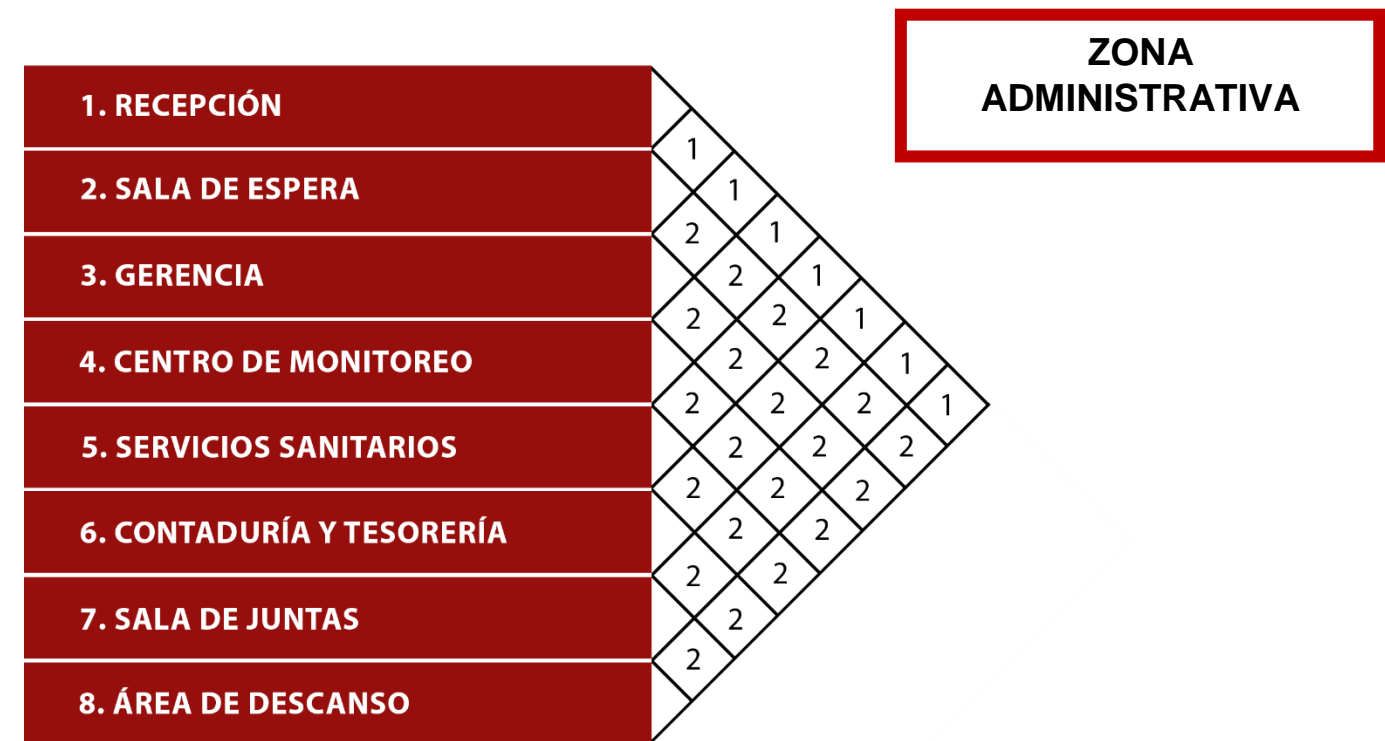 ZONA
ADMINISTRATIVA
1. RECEPCIÓN
1
2. SALA DE ESPERA
1
2 1
3. GERENCIA
2 1
2 2 1
4. CENTRO DE MONITOREO
2 2 1
2 2 2 1
5. SERVICIOS SANITARIOS
2 2 2
2 2 2
6. CONTADURÍA Y TESORERÍA
2 2
2 2
7. SALA DE JUNTAS
2
2
8. ÁREA DE DESCANSO